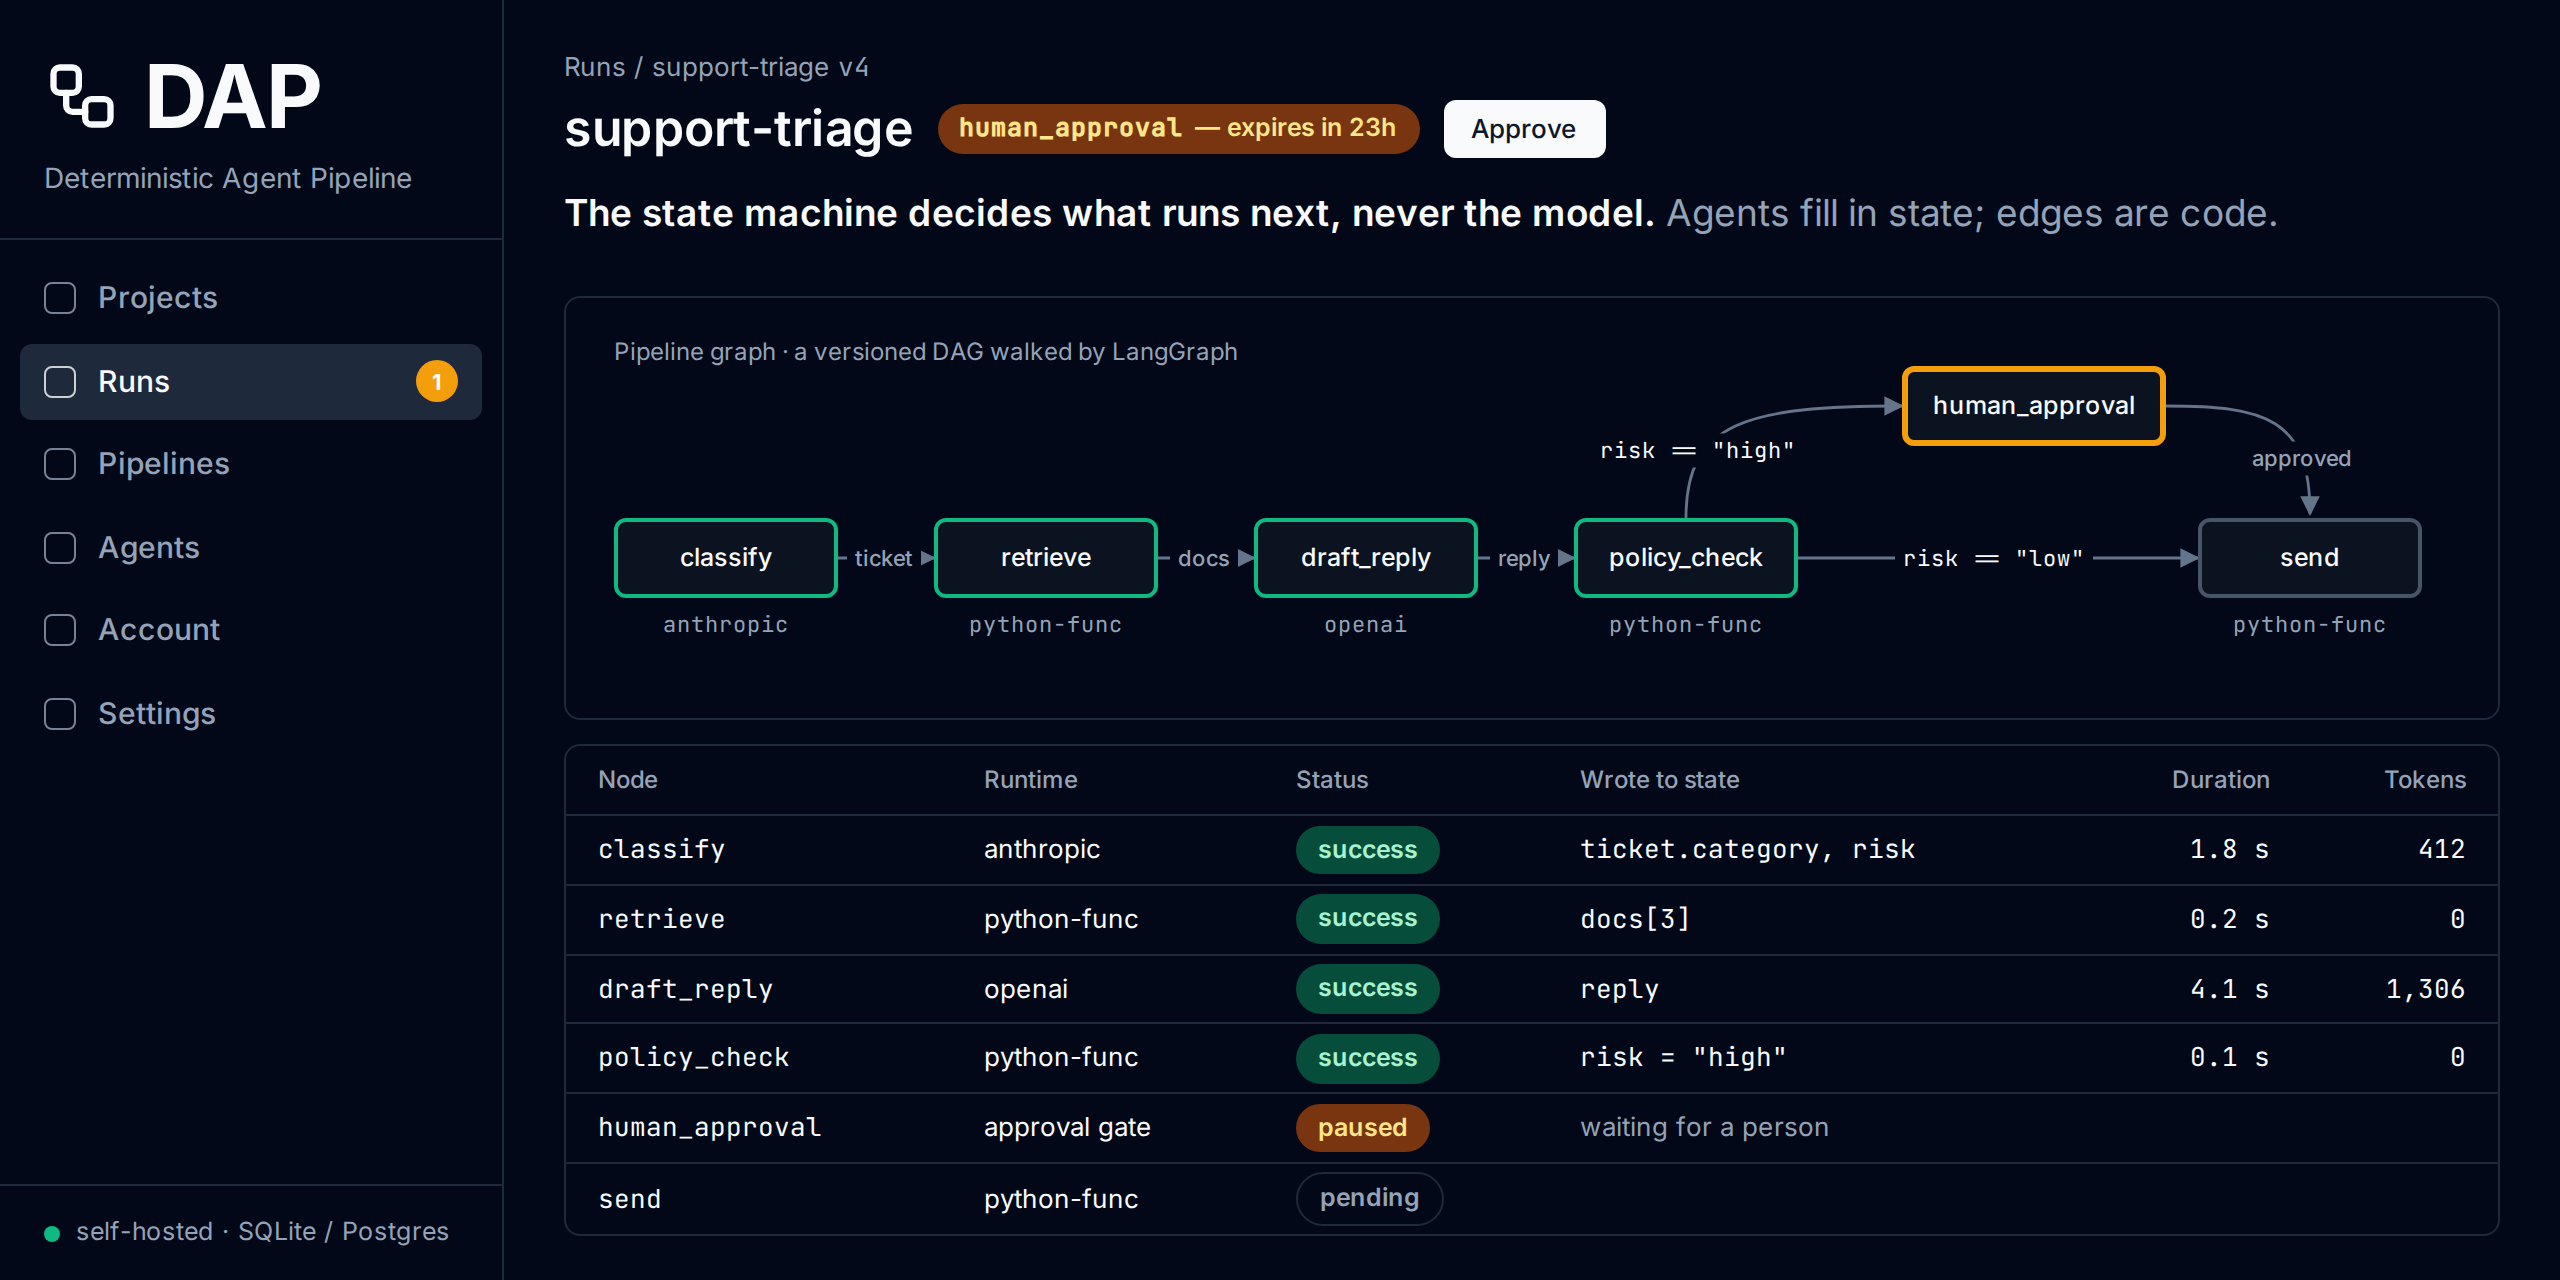 DAP
Deterministic Agent Pipeline
Projects
Runs 1
Pipelines
Agents
Account
Settings
self-hosted · SQLite / Postgres
Runs / support-triage v4
support-triage human_approval — expires in 23h Approve
The state machine decides what runs next, never the model. Agents fill in state; edges are code.
Pipeline graph · a versioned DAG walked by LangGraph
human_approval
risk == "high"
approved
classify ticket retrieve docs draft_reply reply policy_check risk == "low" send
anthropic python-func openai python-func python-func
Node Runtime Status Wrote to state Duration Tokens
classify anthropic success ticket.category, risk 1.8 s 412
retrieve python-func success docs[3] 0.2 s 0
draft_reply openai success reply 4.1 s 1,306
policy_check python-func success risk = "high" 0.1 s 0
human_approval approval gate paused waiting for a person
send python-func pending